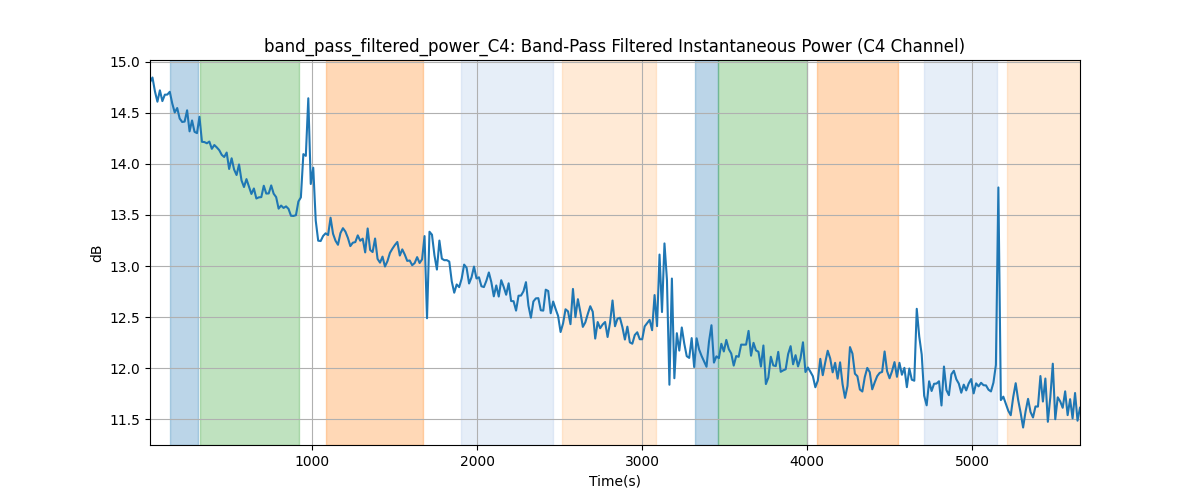 band_pass_filtered_power_C4: Band-Pass Filtered Instantaneous Power (C4 Channel)
15.0
14.5
14.0
13.5
13.0
12.5
12.0
11.5
dB
1000 2000 3000 4000 5000
Time(s)